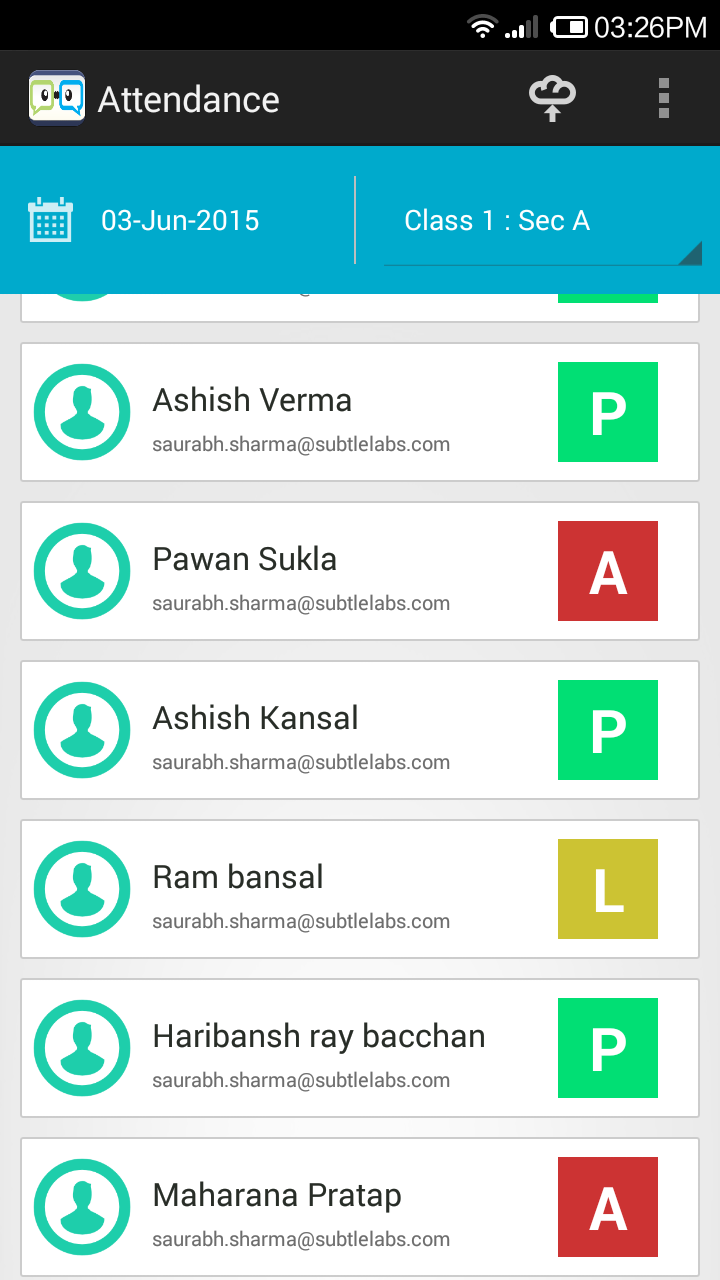 03:26PM
Attendance
03-Jun-2015
Class 1 : Sec A
Ashish Verma
saurabh.sharma@subtlelabs.com
P
Pawan Sukla
saurabh.sharma@subtlelabs.com
A
Ashish Kansal
saurabh.sharma@subtlelabs.com
P
Ram bansal
saurabh.sharma@subtlelabs.com
L
Haribansh ray bacchan
saurabh.sharma@subtlelabs.com
P
Maharana Pratap
saurabh.sharma@subtlelabs.com
A